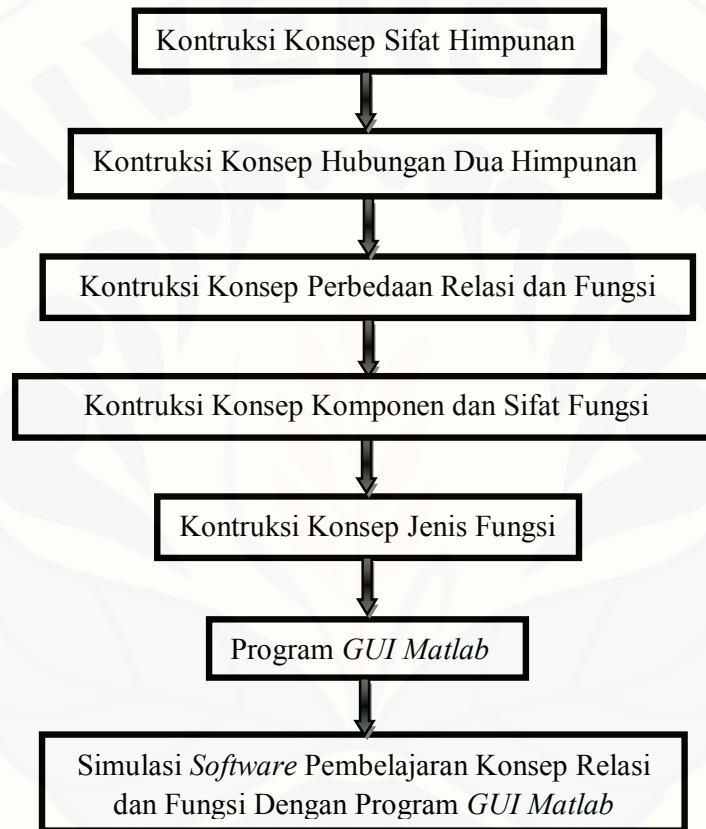 Kontruksi Konsep Sifat Himpunan
Kontruksi Konsep Hubungan Dua Himpunan
Kontruksi Konsep Perbedaan Relasi dan Fungsi
Kontruksi Konsep Komponen dan Sifat Fungsi
Kontruksi Konsep Jenis Fungsi
Program GUI Matlab
Simulasi Software Pembelajaran Konsep Relasi
dan Fungsi Dengan Program GUI Matlab